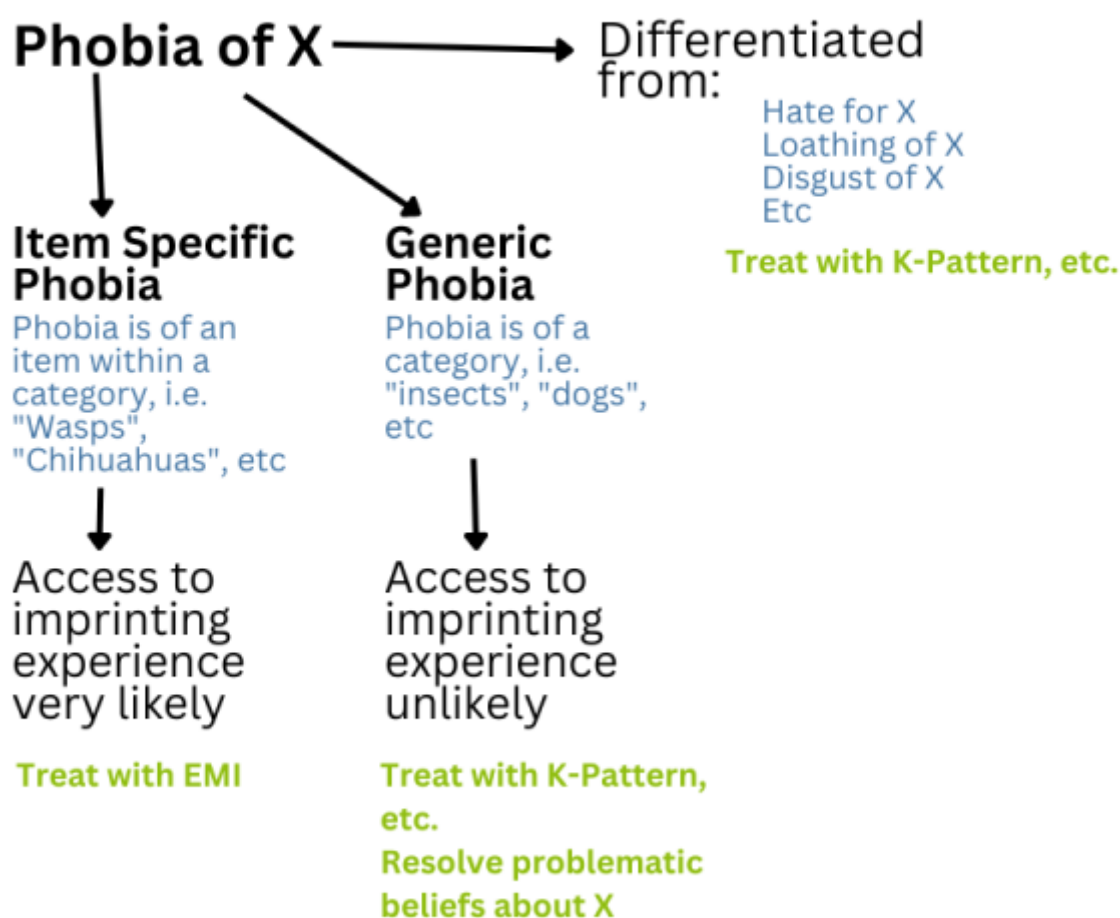 Phobia of X
Differentiated
from:
Hate for X
Loathing of X
Disgust of X
Etc
Treat with K-Pattern, etc.
Item Specific
Phobia
Phobia is of an
item within a
category, i.e.
"Wasps",
"Chihuahuas", etc
Access to
imprinting
experience
very likely
Treat with EMI
Generic
Phobia
Phobia is of a
category, i.e.
"insects", "dogs",
etc
Access to
imprinting
experience
unlikely
Treat with K-Pattern,
etc.
Resolve problematic
beliefs about X